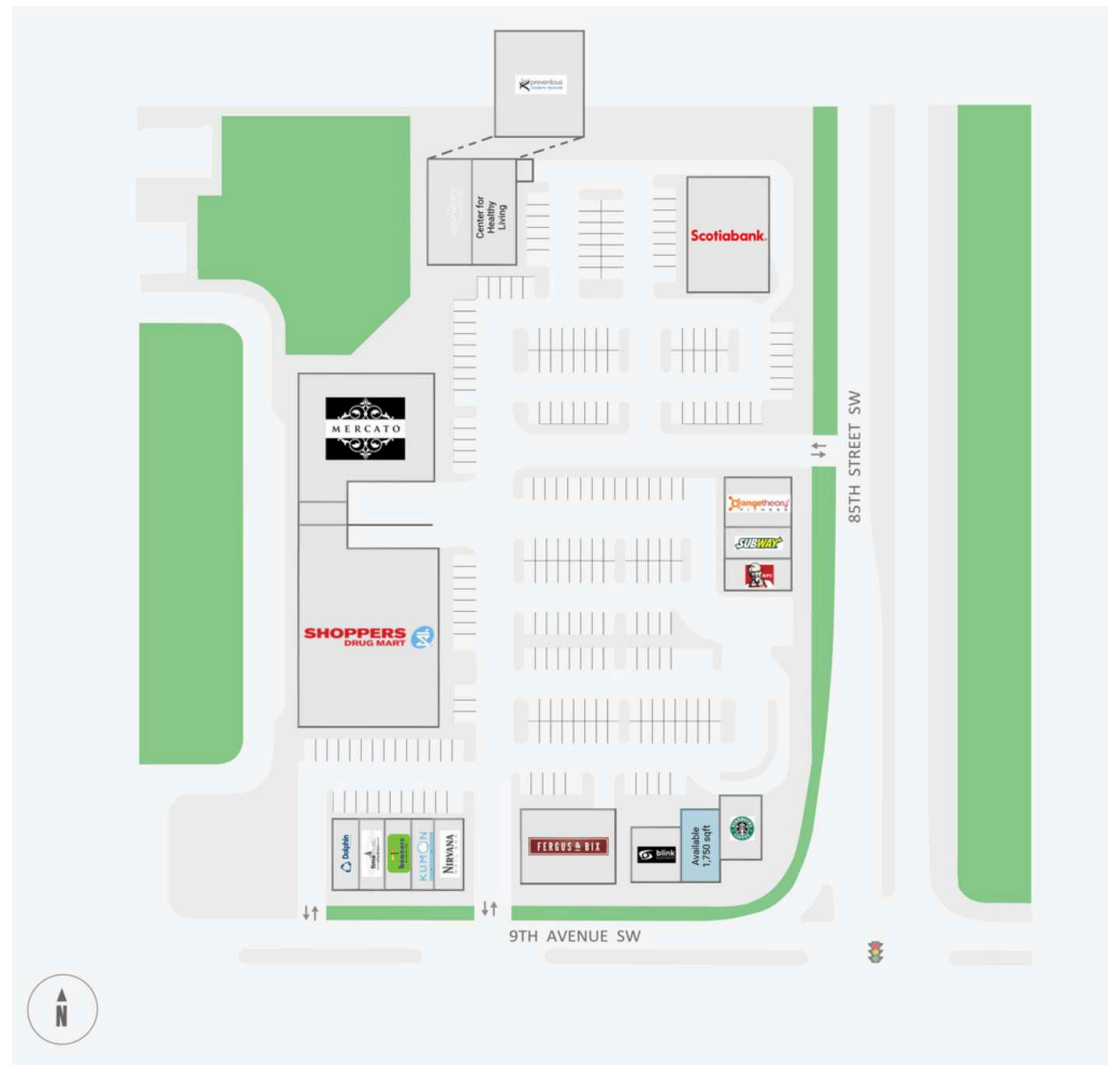 preventous
Center for
Healthy
Living
Scotiabank
MERCATO
85TH STREET SW
orangetheory
FITNESS
SUBWAY
KFC
SHOPPERS
DRUG MART
Dolphin
KUMON
NIRVANA
FERGUS & BIX
blink
Available
1,750 sqft
9TH AVENUE SW
N